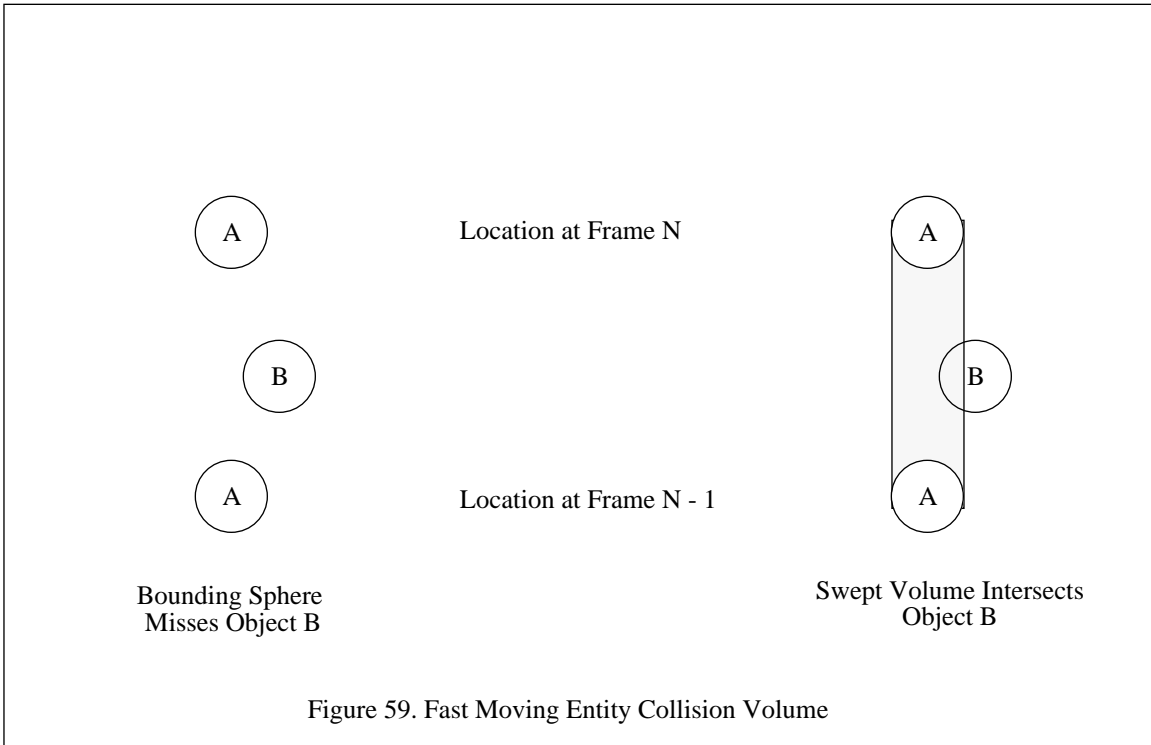 A
Location at Frame N
A
B
B
A
Location at Frame N - 1
A
Bounding Sphere
Misses Object B
Swept Volume Intersects
Object B
Figure 59. Fast Moving Entity Collision Volume